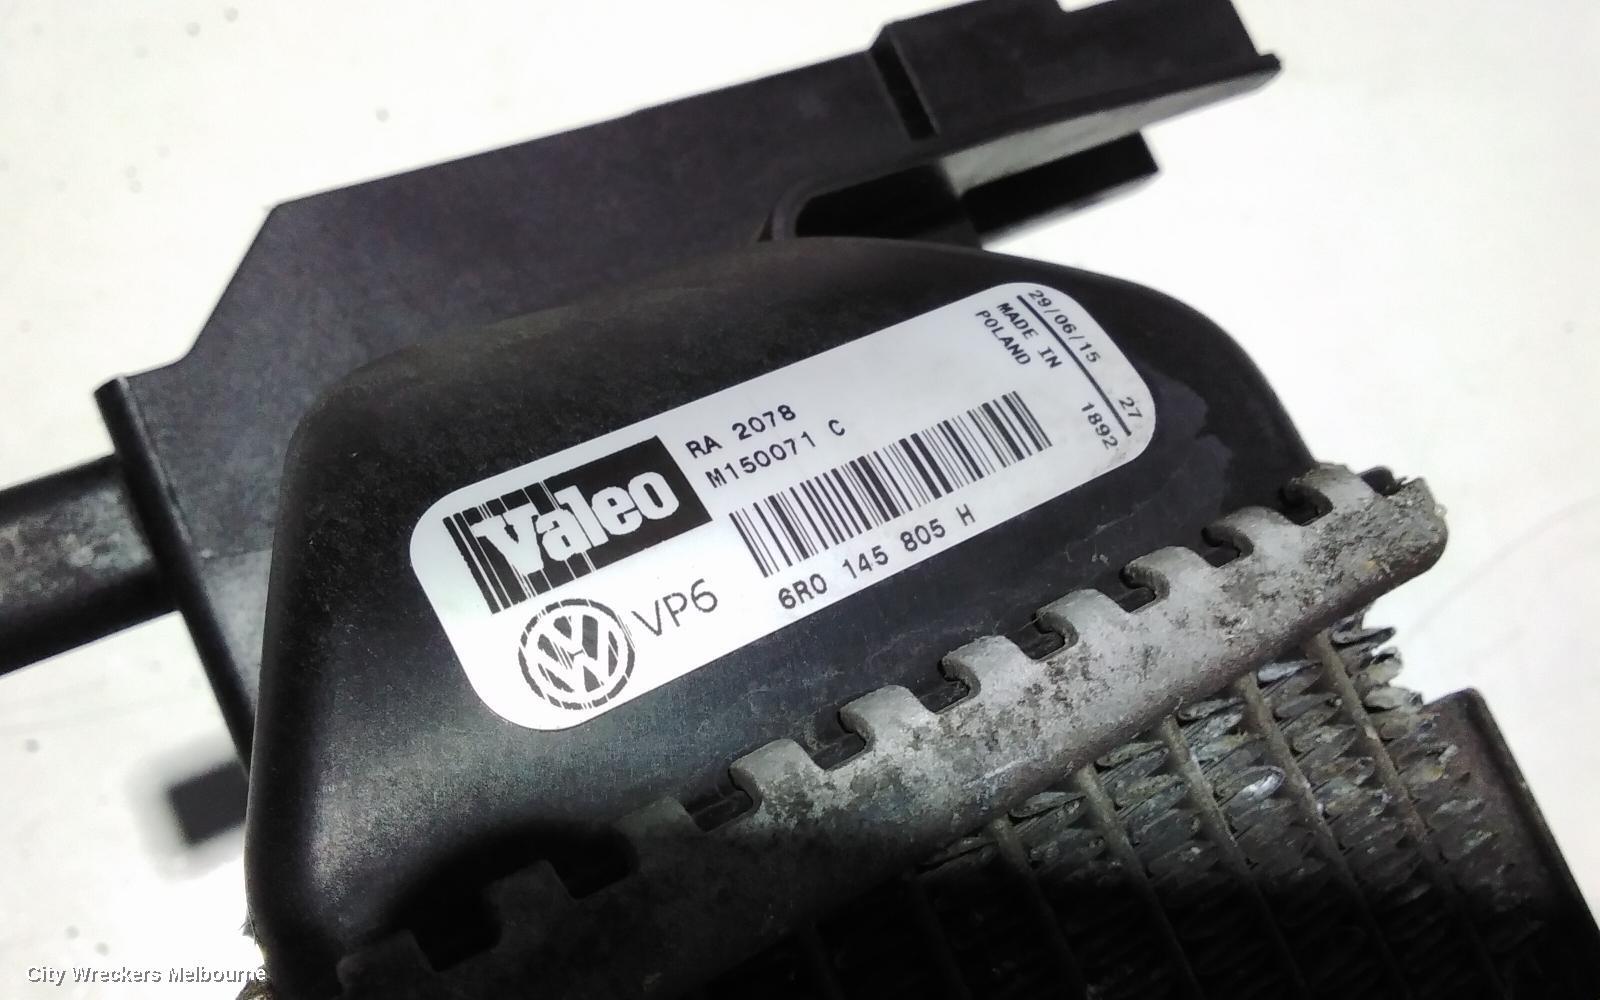 Valeo
RA 2078
M150071 C
6R0 145 805 H
VP6
MADE IN
POLAND
29/06/15 27
1892
City Wreckers Melbourne